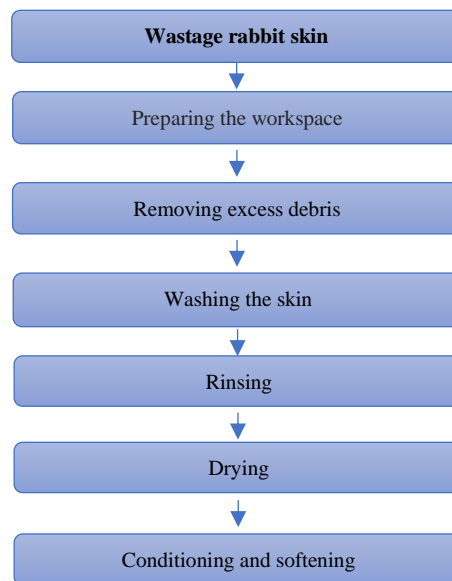 Wastage rabbit skin
Preparing the workspace
Removing excess debris
Washing the skin
Rinsing
Drying
Conditioning and softening